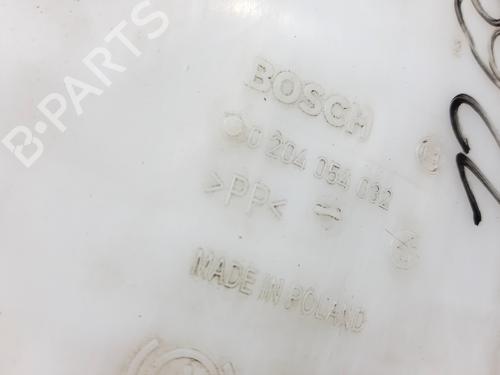 B-PARTS
BOSCH
0 204 054 032
>PP<
MADE IN POLAND